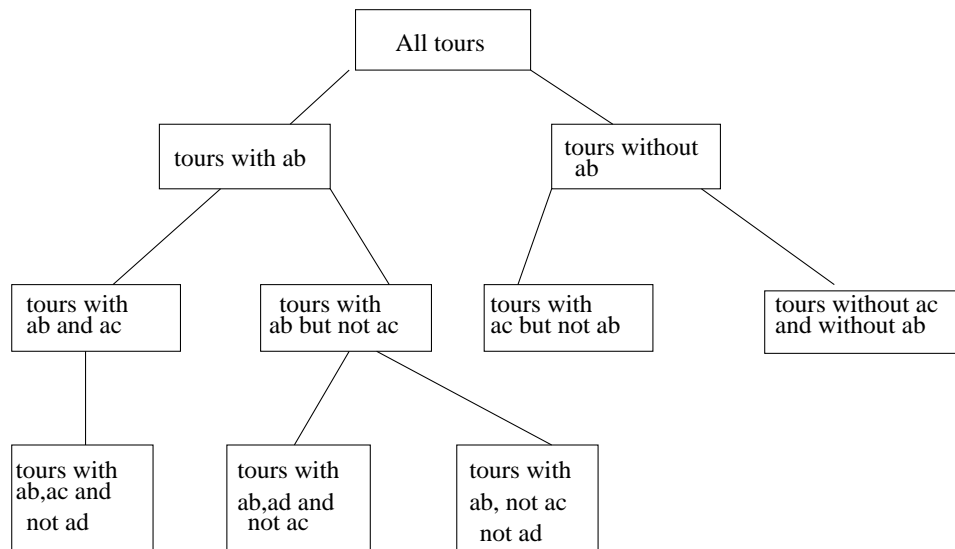 All tours
tours with ab
tours without
ab
tours with
ab and ac
tours with
ab but not ac
tours with
ac but not ab
tours without ac
and without ab
tours with
ab,ac and
not ad
tours with
ab,ad and
not ac
tours with
ab, not ac
not ad